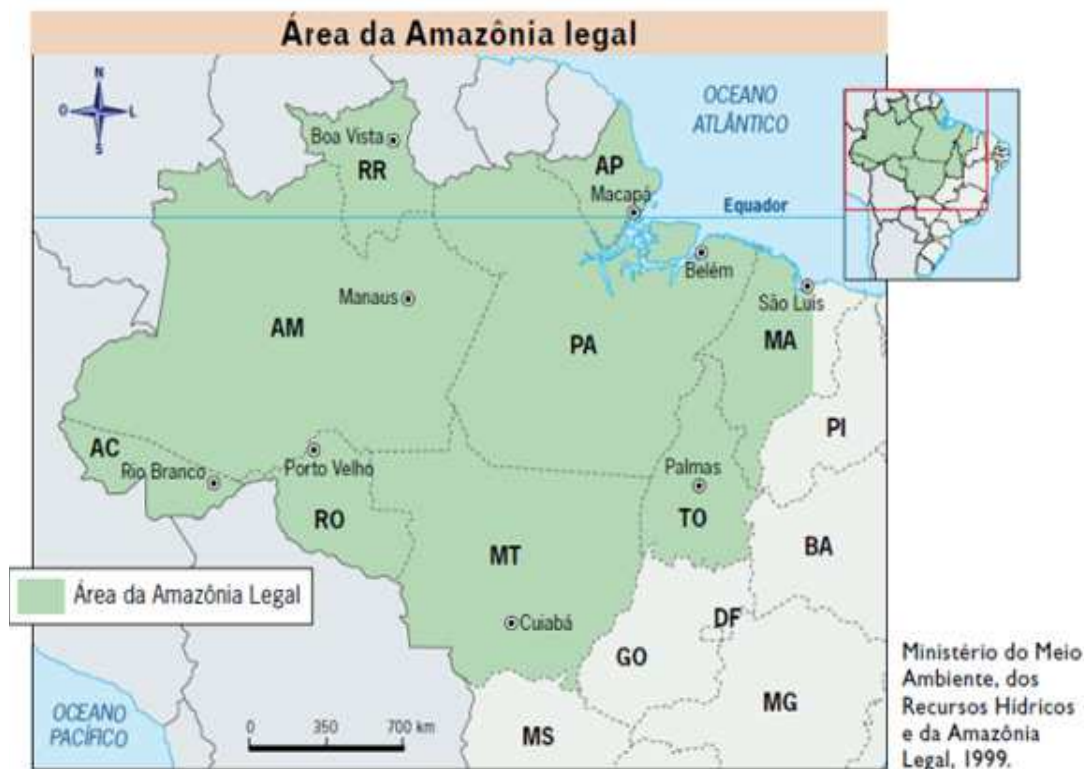 Área da Amazônia legal
N
O
L
S
OCEANO
ATLÂNTICO
Boa Vista
RR
AP
Macapá
Equador
Belém
Manaus
São Luís
AM
PA
MA
PI
AC
Rio Branco
Porto Velho
Palmas
RO
TO
MT
BA
Área da Amazônia Legal
Cuiabá
DF
GO
MG
MS
OCEANO
PACÍFICO
0 350 700 km
Ministério do Meio
Ambiente, dos
Recursos Hídricos
e da Amazônia
Legal, 1999.